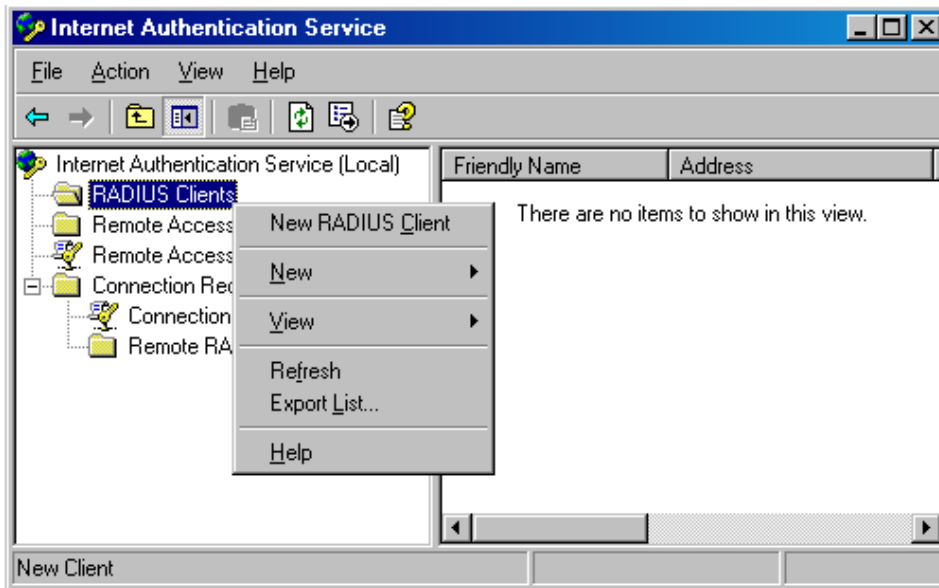 Internet Authentication Service
File Action View Help
Internet Authentication Service (Local)
RADIUS Clients
Remote Access
Remote Access
Connection Rec
Connection
Remote RA
New RADIUS Client
New
View
Refresh
Export List...
Help
Friendly Name Address
There are no items to show in this view.
New Client